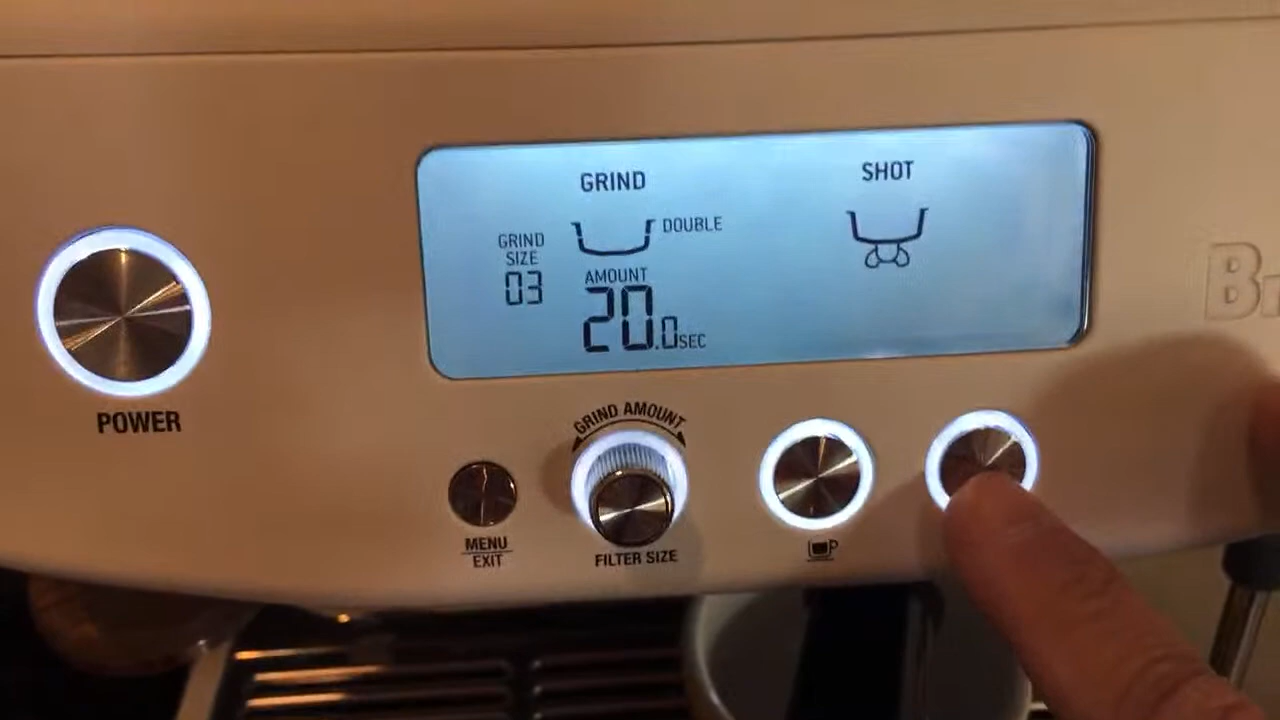 GRIND
SHOT
DOUBLE
GRIND
SIZE
03
AMOUNT
20.0SEC
POWER
GRIND AMOUNT
MENU
EXIT
FILTER SIZE